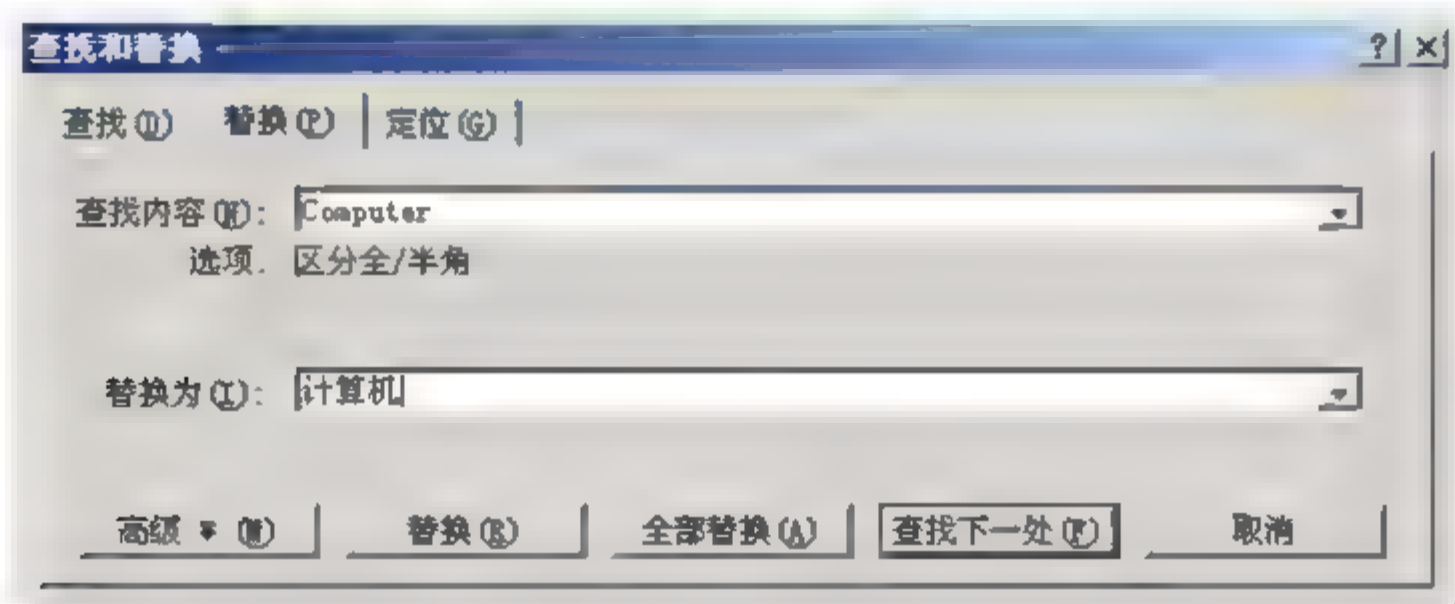 查找和替换
查找(D) 替换(P) 定位(G)
查找内容(N): Computer
选项: 区分全/半角
替换为(I): 计算机
高级 (M) 替换(R) 全部替换(A) 查找下一处(F) 取消